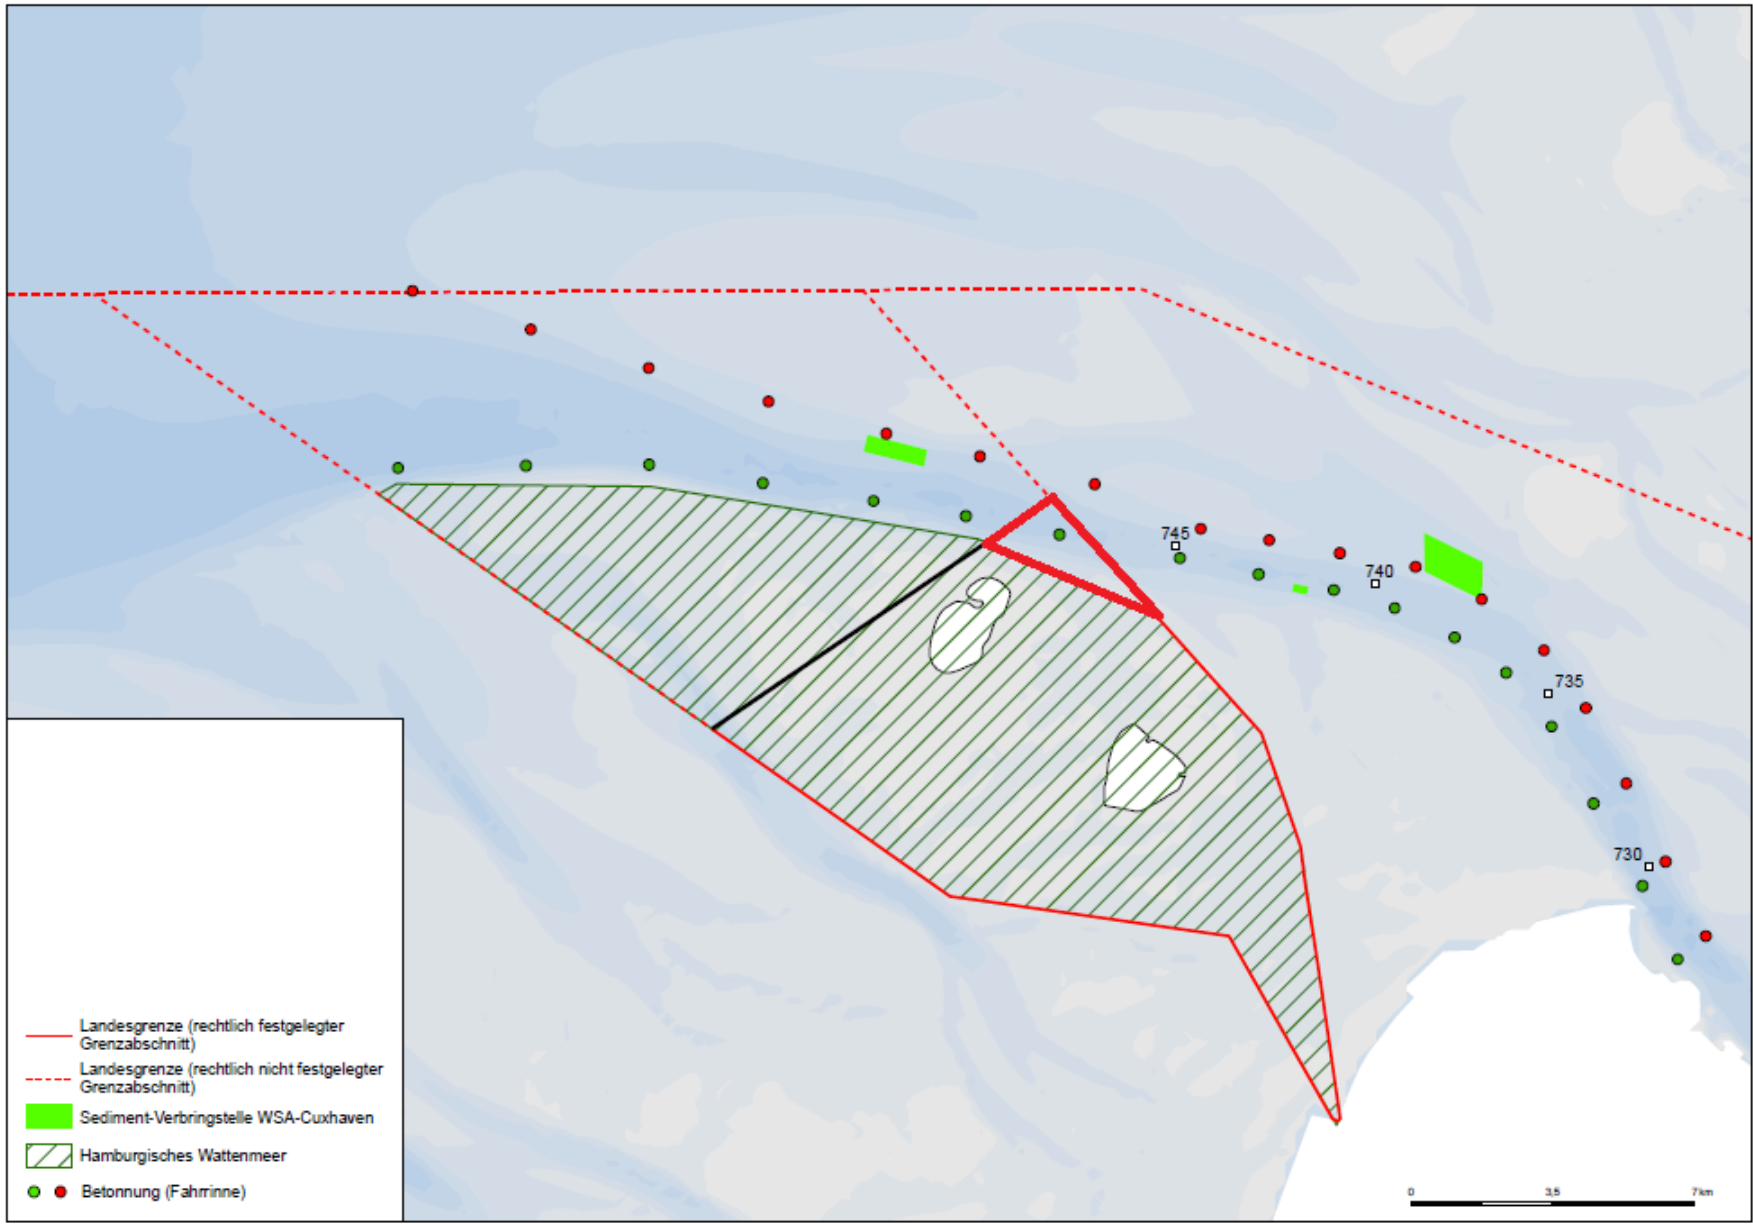 745
740
735
730
Landesgrenze (rechtlich festgelegter
Grenzabschnitt)
Landesgrenze (rechtlich nicht festgelegter
Grenzabschnitt)
Sediment-Verbringstelle WSA-Cuxhaven
Hamburgisches Wattenmeer
Betonnung (Fahrrinne)
0 3,5 7km